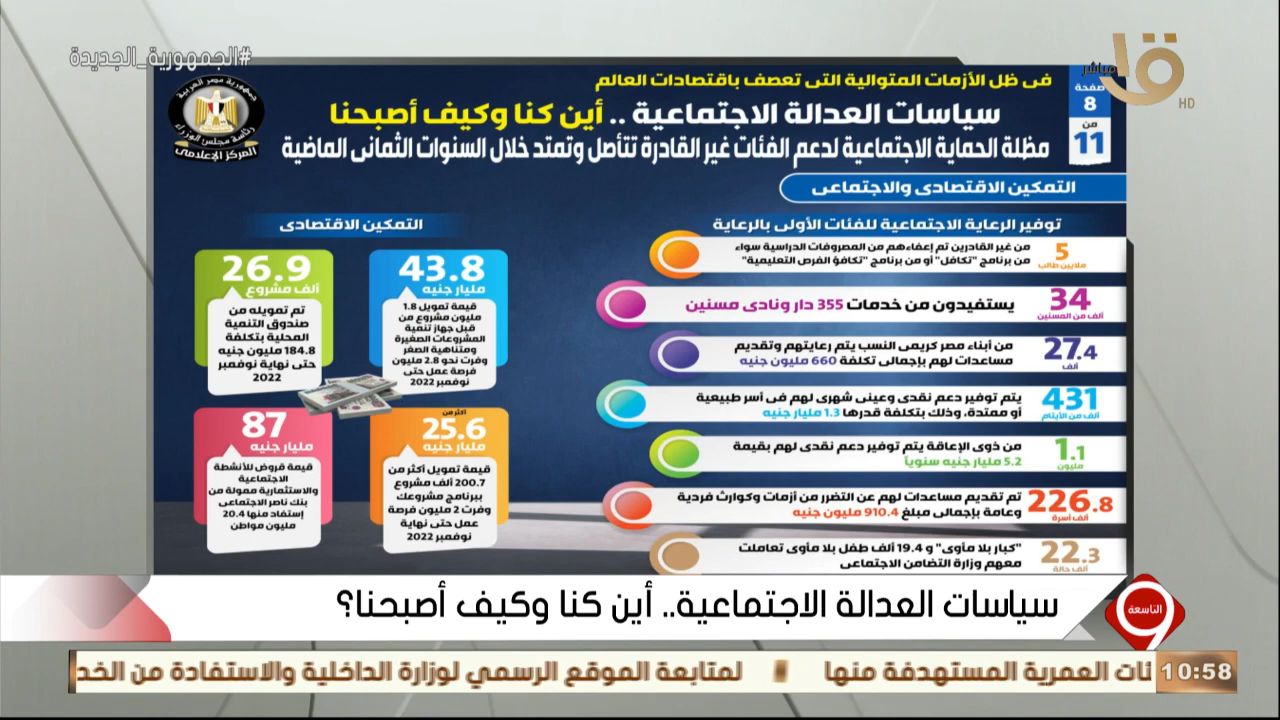 #الجمهورية_الجديدة
مباشر
HD
جمهورية مصر العربية
رئاسة مجلس الوزراء
المركز الإعلامى
صفحة
8
من
11
فى ظل الأزمات المتوالية التى تعصف باقتصادات العالم
سياسات العدالة الاجتماعية .. أين كنا وكيف أصبحنا
مظلة الحماية الاجتماعية لدعم الفئات غير القادرة تتأصل وتمتد خلال السنوات الثمانى الماضية
التمكين الاقتصادى والاجتماعى
توفير الرعاية الاجتماعية للفئات الأولى بالرعاية
5
ملايين طالب
من غير القادرين تم إعفاءهم من المصروفات الدراسية سواء
من برنامج "تكافل" أو من برنامج "تكافؤ الفرص التعليمية"
34
ألف من المسنين
يستفيدون من خدمات 355 دار ونادى مسنين
27.4
ألف
من أبناء مصر كريمى النسب يتم رعايتهم وتقديم
مساعدات لهم بإجمالى تكلفة 660 مليون جنيه
431
ألف من الأيتام
يتم توفير دعم نقدى وعينى شهرى لهم فى أسر طبيعية
أو ممتدة، وذلك بتكلفة قدرها 1.3 مليار جنيه
1.1
مليون
من ذوى الإعاقة يتم توفير دعم نقدى لهم بقيمة
5.2 مليار جنيه سنوياً
226.8
ألف أسرة
تم تقديم مساعدات لهم عن التضرر من أزمات وكوارث فردية
وعامة بإجمالى مبلغ 910.4 مليون جنيه
22.3
ألف حالة
"كبار بلا مأوى" و 19.4 ألف طفل بلا مأوى تعاملت
معهم وزارة التضامن الاجتماعى
التمكين الاقتصادى
43.8
مليار جنيه
قيمة تمويل 1.8
مليون مشروع من
قبل جهاز تنمية
المشروعات الصغيرة
ومتناهية الصغر
وفرت نحو 2.8 مليون
فرصة عمل حتى
نوفمبر 2022
26.9
ألف مشروع
تم تمويله من
صندوق التنمية
المحلية بتكلفة
184.8 مليون جنيه
حتى نهاية نوفمبر
2022
أكثر من
25.6
مليار جنيه
قيمة تمويل أكثر من
200.7 ألف مشروع
ببرنامج مشروعك
وفرت 2 مليون فرصة
عمل حتى نهاية
نوفمبر 2022
87
مليار جنيه
قيمة قروض للأنشطة
الاجتماعية
والاستثمارية ممولة من
بنك ناصر الاجتماعى
إستفاد منها 20.4
مليون مواطن
التاسعة
سياسات العدالة الاجتماعية.. أين كنا وكيف أصبحنا؟
10:58
ئات العمرية المستهدفة منها لمتابعة الموقع الرسمي لوزارة الداخلية والاستفادة من الخد